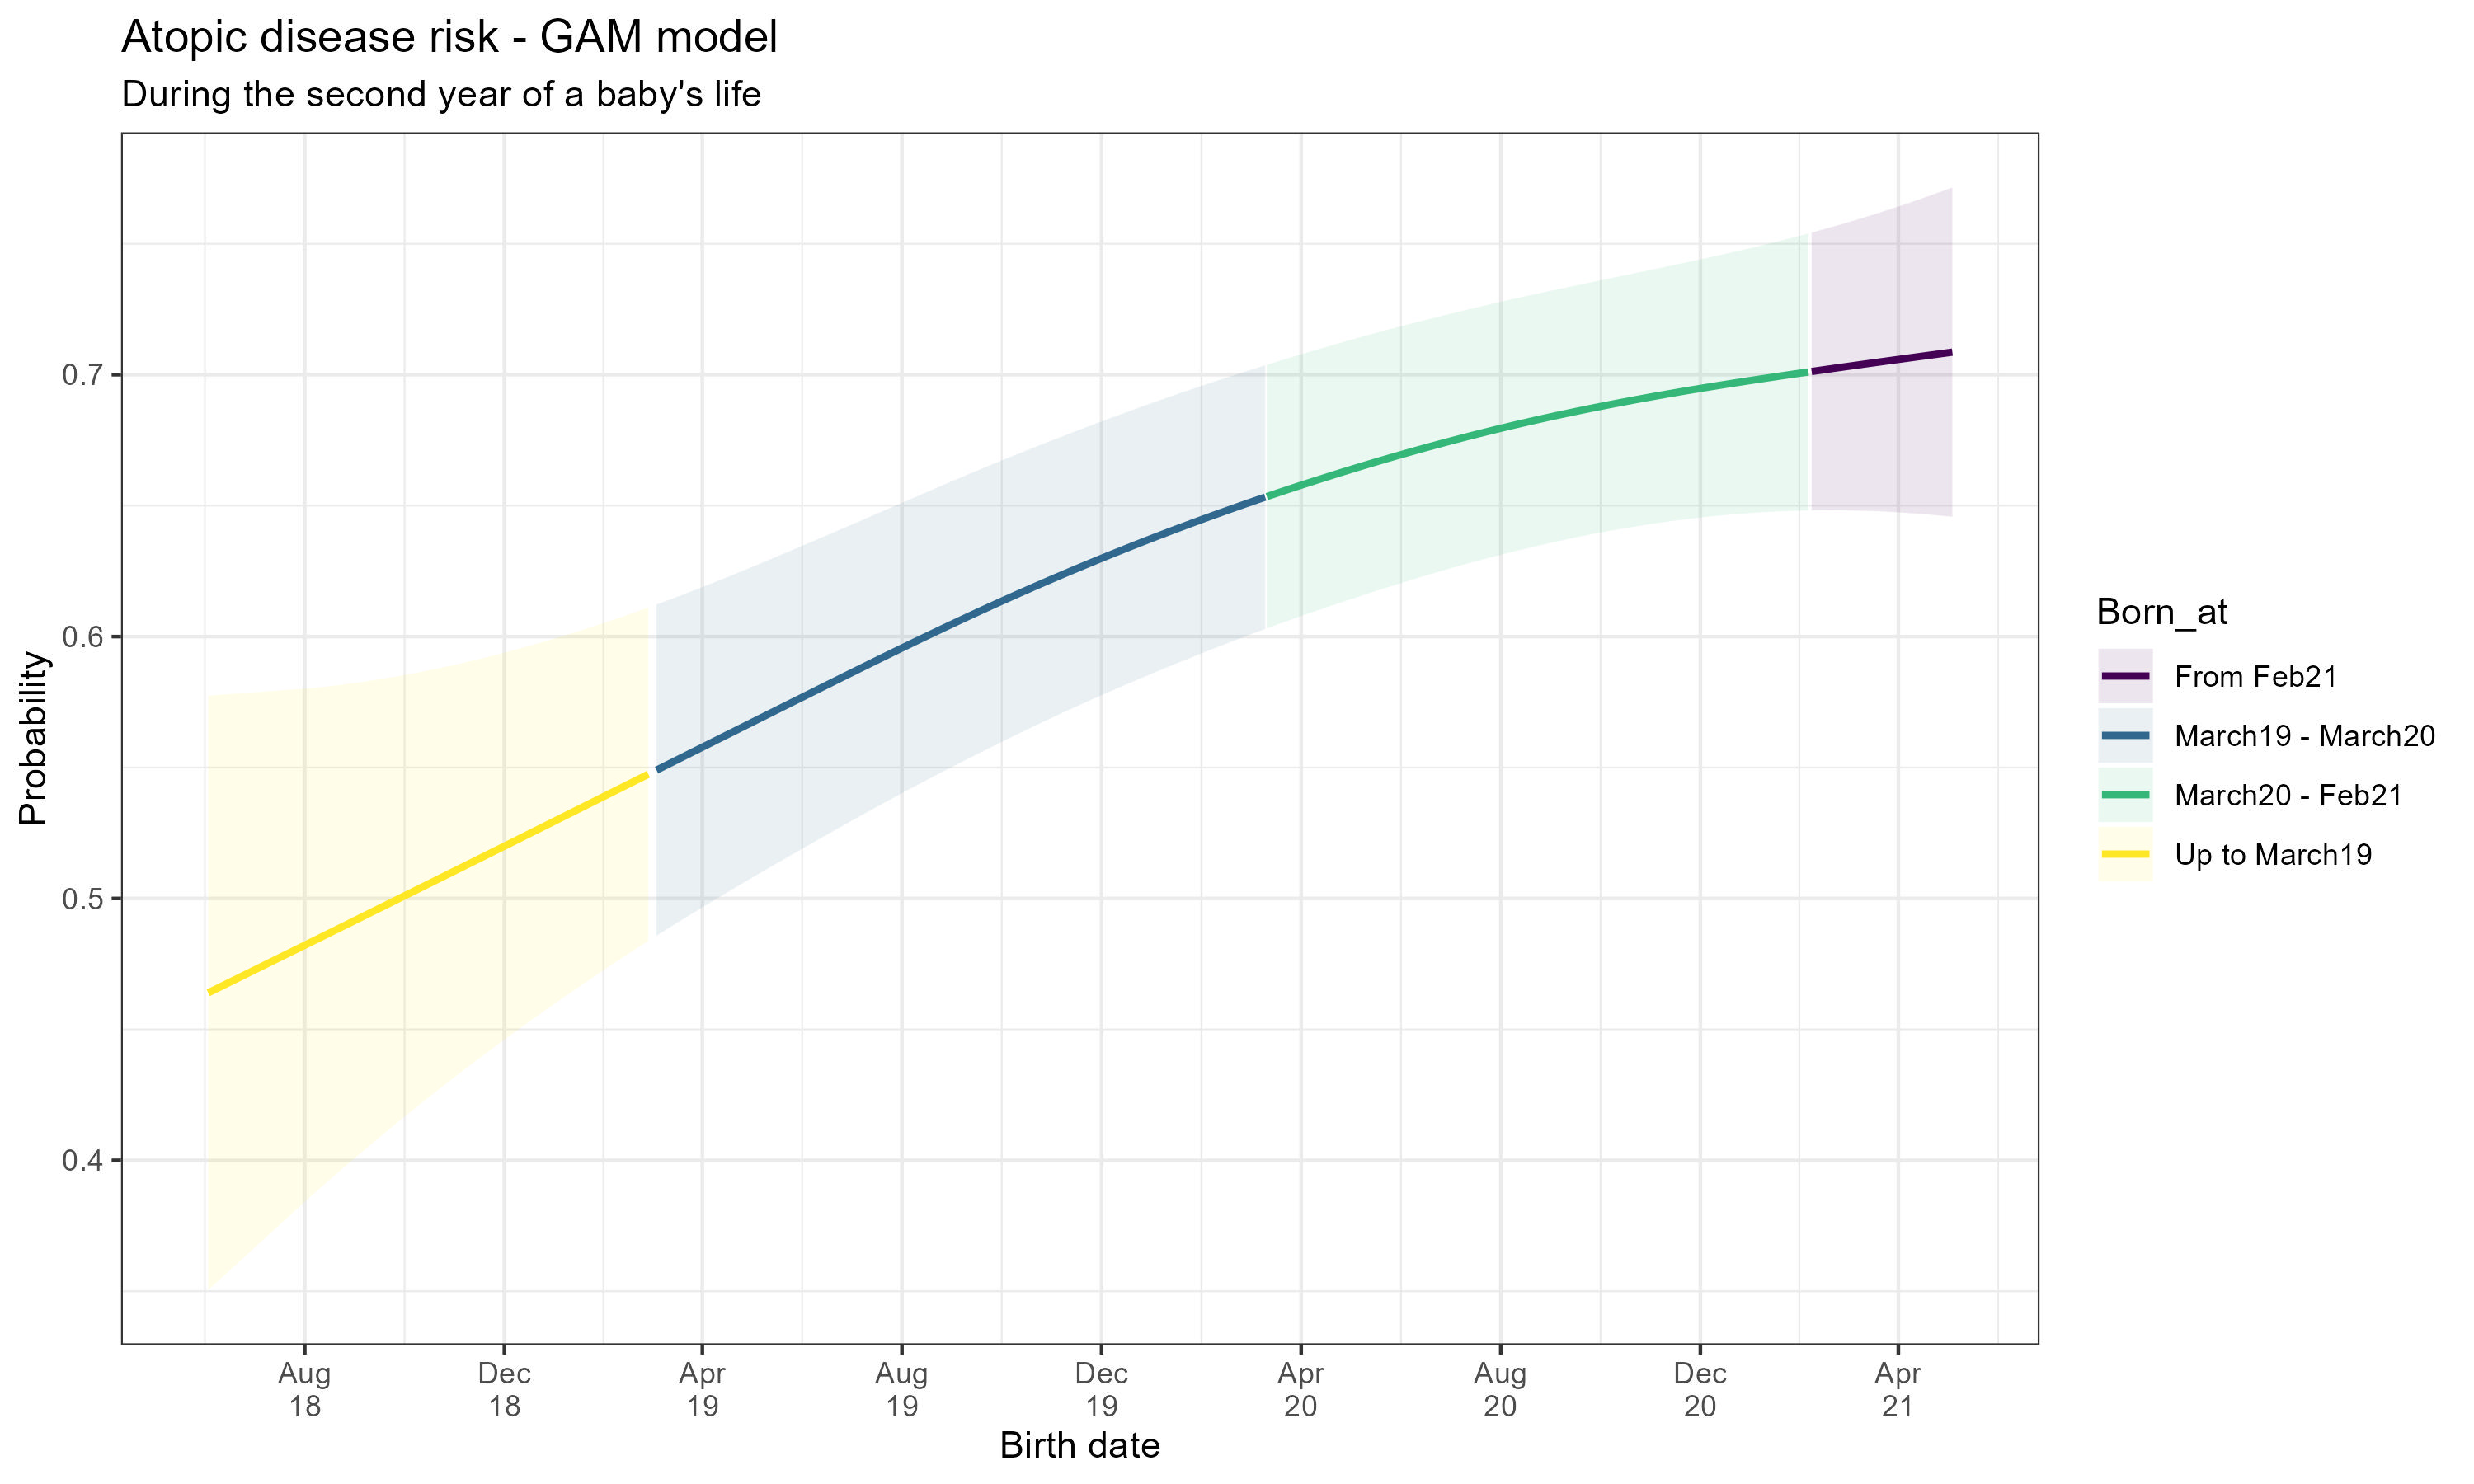 Atopic disease risk - GAM model
During the second year of a baby's life
Probability
0.7
0.6
0.5
0.4
Aug
18
Dec
18
Apr
19
Aug
19
Dec
19
Apr
20
Aug
20
Dec
20
Apr
21
Birth date
Born_at
From Feb21
March19 - March20
March20 - Feb21
Up to March19